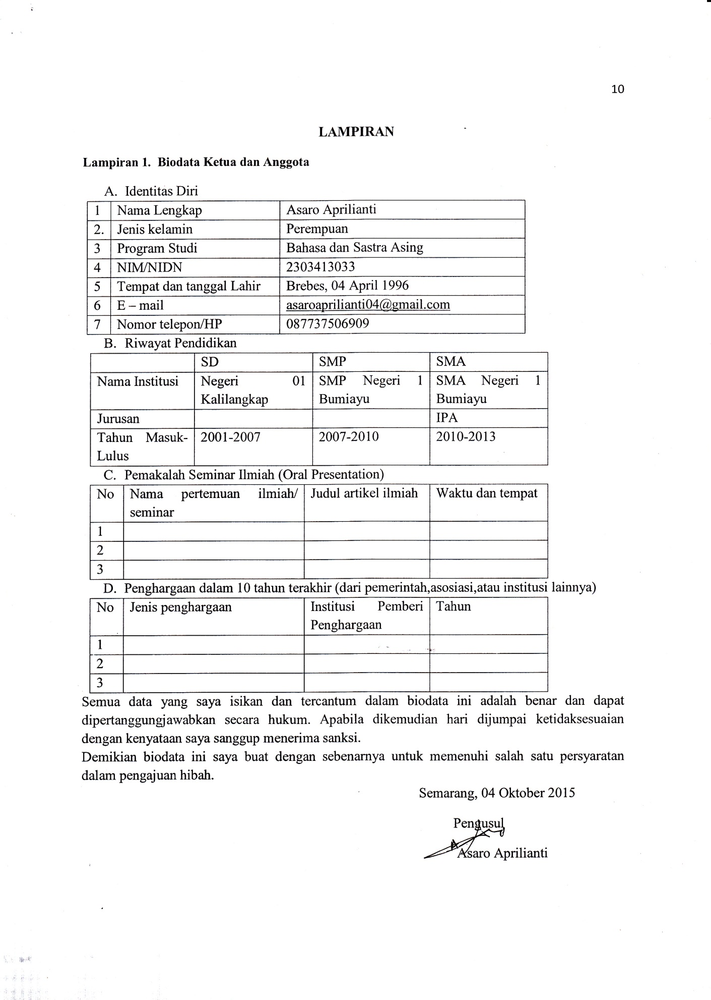 10
LAMPIRAN
Lampiran 1. Biodata Ketua dan Anggota
A. Identitas Diri
1 Nama Lengkap Asaro Aprilianti
2. Jenis kelamin Perempuan
3 Program Studi Bahasa dan Sastra Asing
4 NIM/NIDN 2303413033
5 Tempat dan tanggal Lahir Brebes, 04 April 1996
6 E – mail asaroaprilianti04@gmail.com
7 Nomor telepon/HP 087737506909
B. Riwayat Pendidikan
SD SMP SMA
Nama Institusi Negeri 01 SMP Negeri 1 SMA Negeri 1
Kalilangkap Bumiayu Bumiayu
Jurusan IPA
Tahun Masuk- 2001-2007 2007-2010 2010-2013
Lulus
C. Pemakalah Seminar Ilmiah (Oral Presentation)
No Nama pertemuan ilmiah/ Judul artikel ilmiah Waktu dan tempat
seminar
1
2
3
D. Penghargaan dalam 10 tahun terakhir (dari pemerintah,asosiasi,atau institusi lainnya)
No Jenis penghargaan Institusi Pemberi Tahun
Penghargaan
1
2
3
Semua data yang saya isikan dan tercantum dalam biodata ini adalah benar dan dapat
dipertanggungjawabkan secara hukum. Apabila dikemudian hari dijumpai ketidaksesuaian
dengan kenyataan saya sanggup menerima sanksi.
Demikian biodata ini saya buat dengan sebenarnya untuk memenuhi salah satu persyaratan
dalam pengajuan hibah.
Semarang, 04 Oktober 2015
Pengusul
Asaro Aprilianti